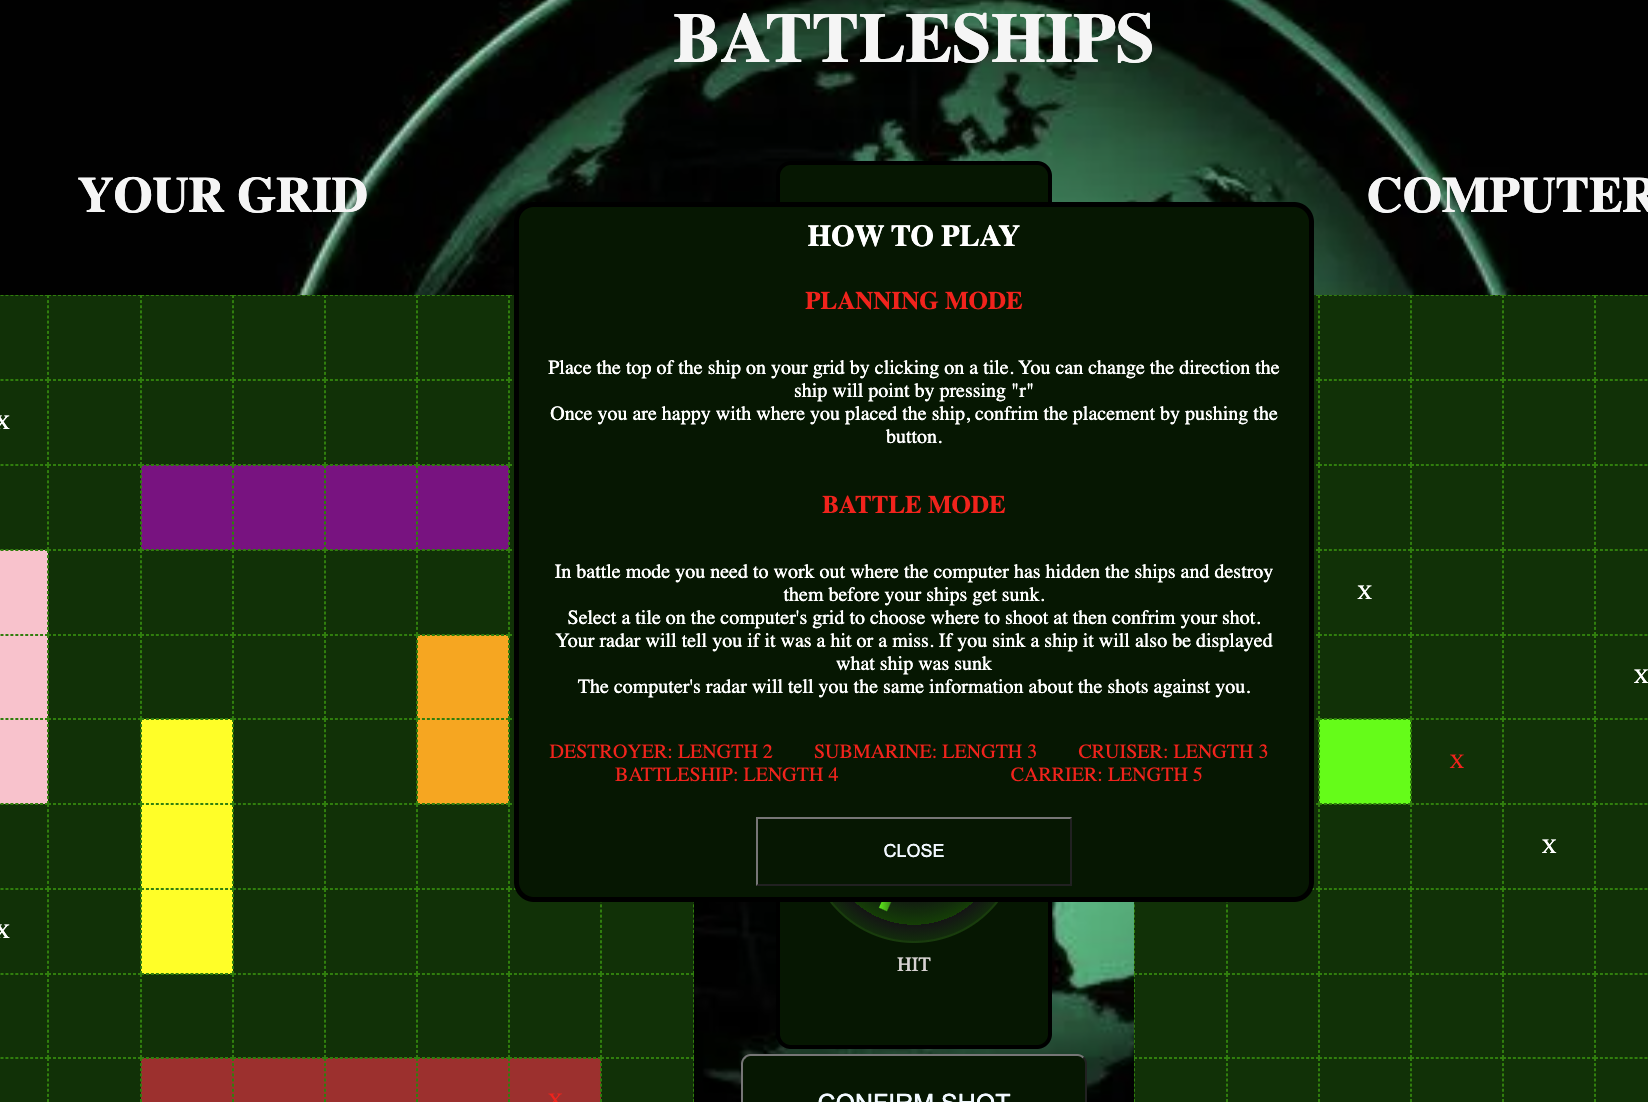 BATTLESHIPS
YOUR GRID
COMPUTER
HOW TO PLAY
PLANNING MODE
Place the top of the ship on your grid by clicking on a tile. You can change the direction the
ship will point by pressing "r"
Once you are happy with where you placed the ship, confrim the placement by pushing the
button.
BATTLE MODE
In battle mode you need to work out where the computer has hidden the ships and destroy
them before your ships get sunk.
Select a tile on the computer's grid to choose where to shoot at then confrim your shot.
Your radar will tell you if it was a hit or a miss. If you sink a ship it will also be displayed
what ship was sunk
The computer's radar will tell you the same information about the shots against you.
DESTROYER: LENGTH 2 SUBMARINE: LENGTH 3 CRUISER: LENGTH 3
BATTLESHIP: LENGTH 4 CARRIER: LENGTH 5
CLOSE
HIT
CONFIRM SHOT
x
x
x
x
x
x
x